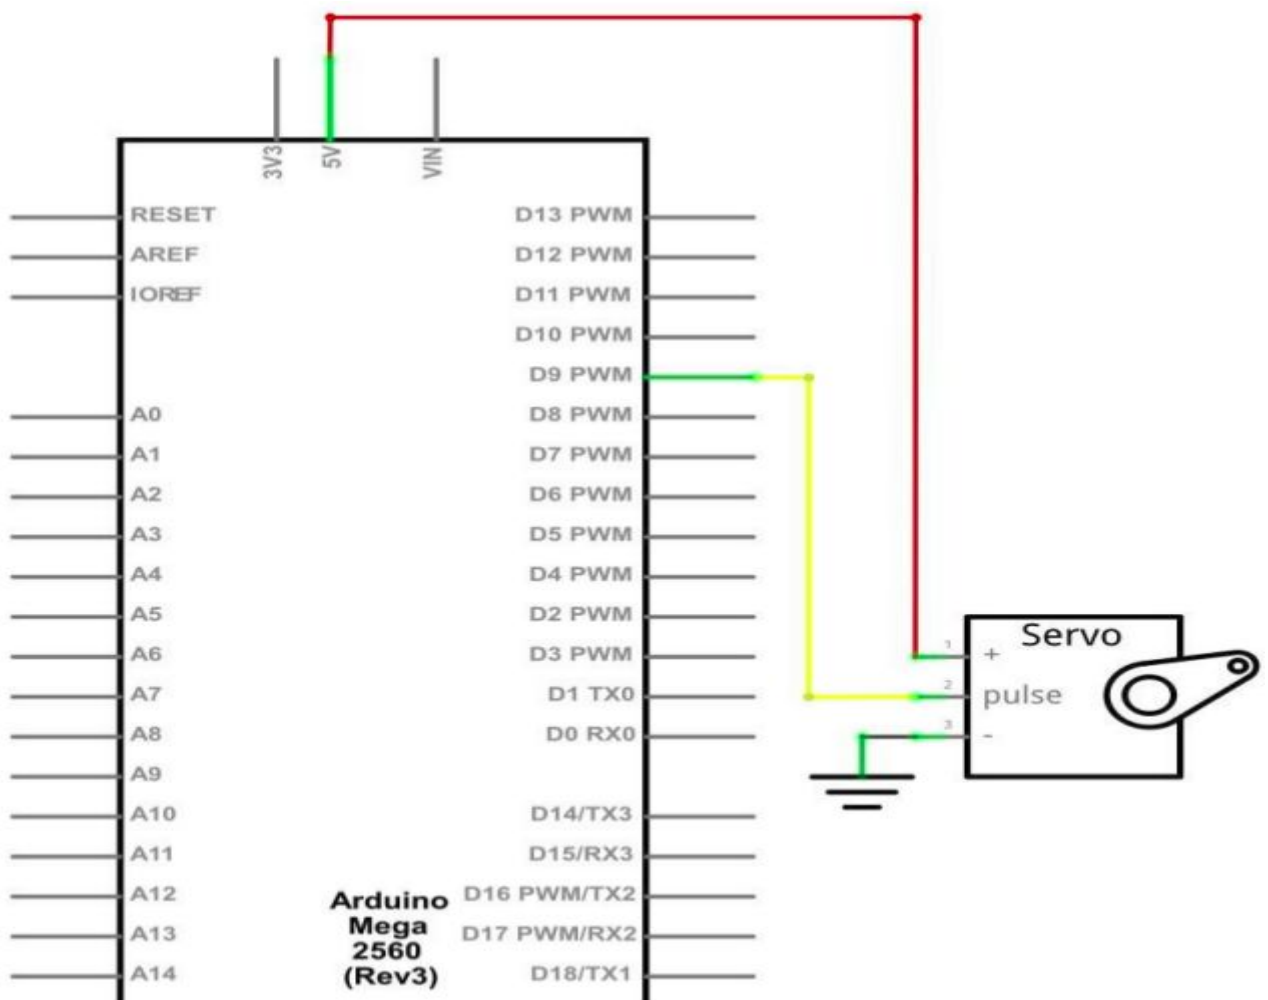 3V3
5V
VIN
RESET
AREF
IOREF
A0
A1
A2
A3
A4
A5
A6
A7
A8
A9
A10
A11
A12
A13
A14
D13 PWM
D12 PWM
D11 PWM
D10 PWM
D9 PWM
D8 PWM
D7 PWM
D6 PWM
D5 PWM
D4 PWM
D2 PWM
D3 PWM
D1 TX0
D0 RX0
D14/TX3
D15/RX3
D16 PWM/TX2
D17 PWM/RX2
D18/TX1
Arduino
Mega
2560
(Rev3)
Servo
1
+
2
pulse
3
-